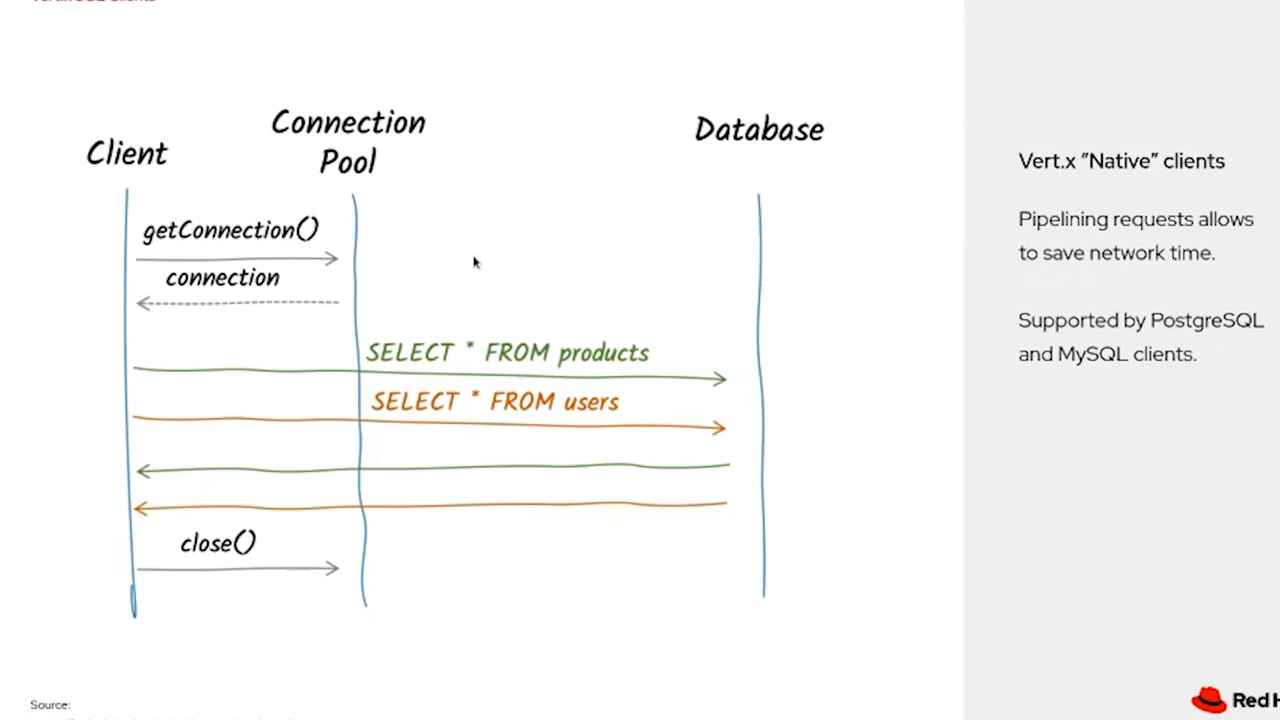 Client
Connection
Pool
Database
getConnection()
connection
SELECT * FROM products
SELECT * FROM users
close()
Vert.x "Native" clients
Pipelining requests allows
to save network time.
Supported by PostgreSQL
and MySQL clients.
Source:
Red H